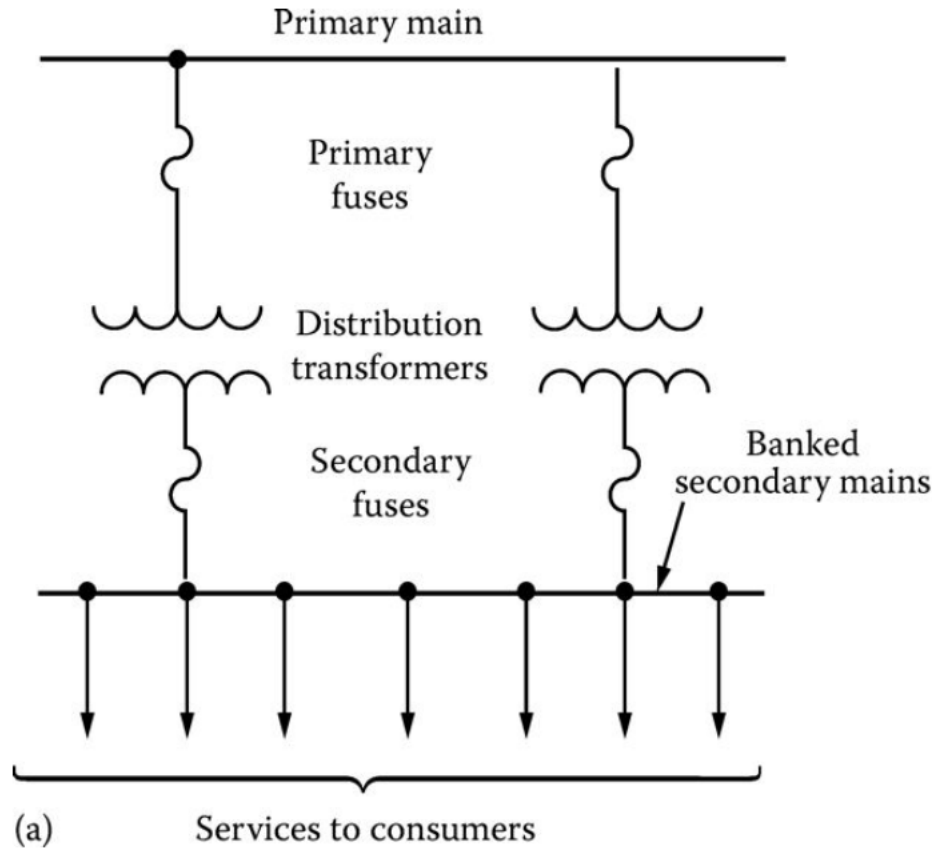 Primary main
Primary
fuses
Distribution
transformers
Secondary
fuses
Banked
secondary mains
(a)
Services to consumers